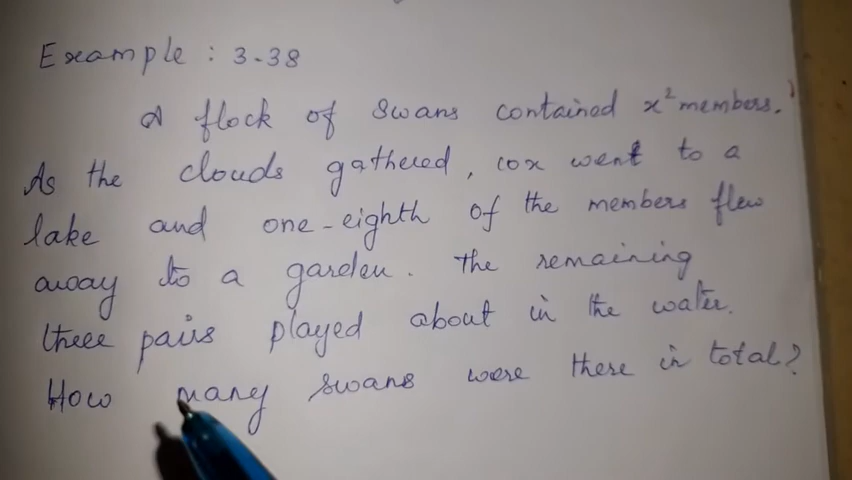 Example : 3.38
A flock of swans contained x² members.
As the clouds gathered, 10x went to a
lake and one-eighth of the members flew
away to a garden. The remaining
three pairs played about in the water.
How many swans were there in total?